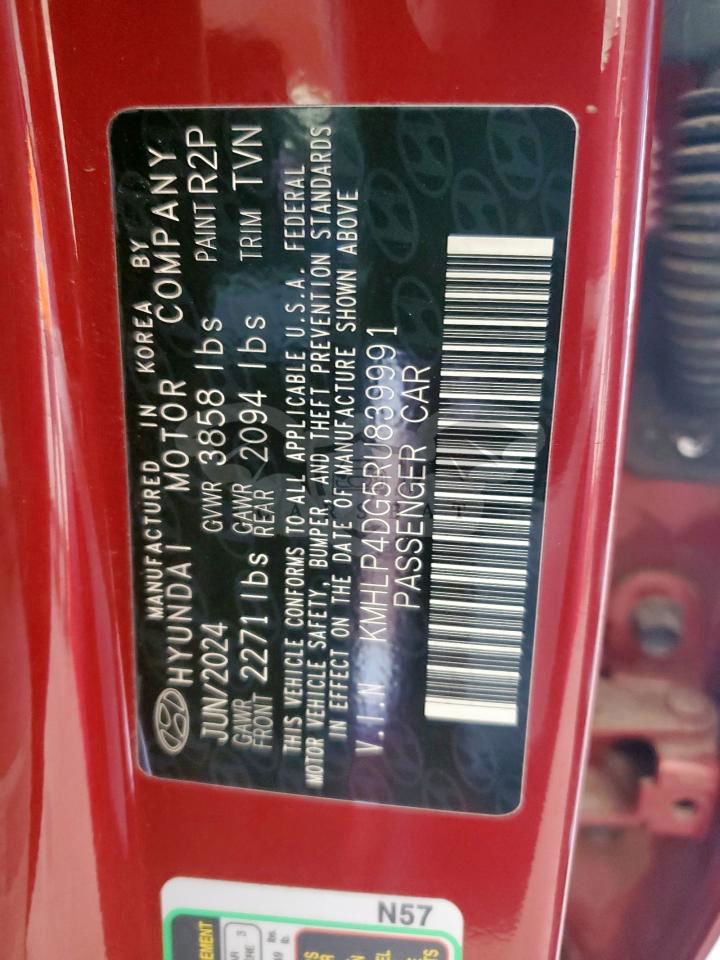 MANUFACTURED IN KOREA BY
HYUNDAI MOTOR COMPANY
JUN/2024 GVWR 3858 lbs PAINT R2P
GAWR FRONT 2271 lbs GAWR REAR 2094 lbs TRIM TVN
THIS VEHICLE CONFORMS TO ALL APPLICABLE U.S.A. FEDERAL
MOTOR VEHICLE SAFETY, BUMPER, AND THEFT PREVENTION STANDARDS
IN EFFECT ON THE DATE OF MANUFACTURE SHOWN ABOVE
V.I.N KMHLP4DG5RU839991
PASSENGER CAR
N57